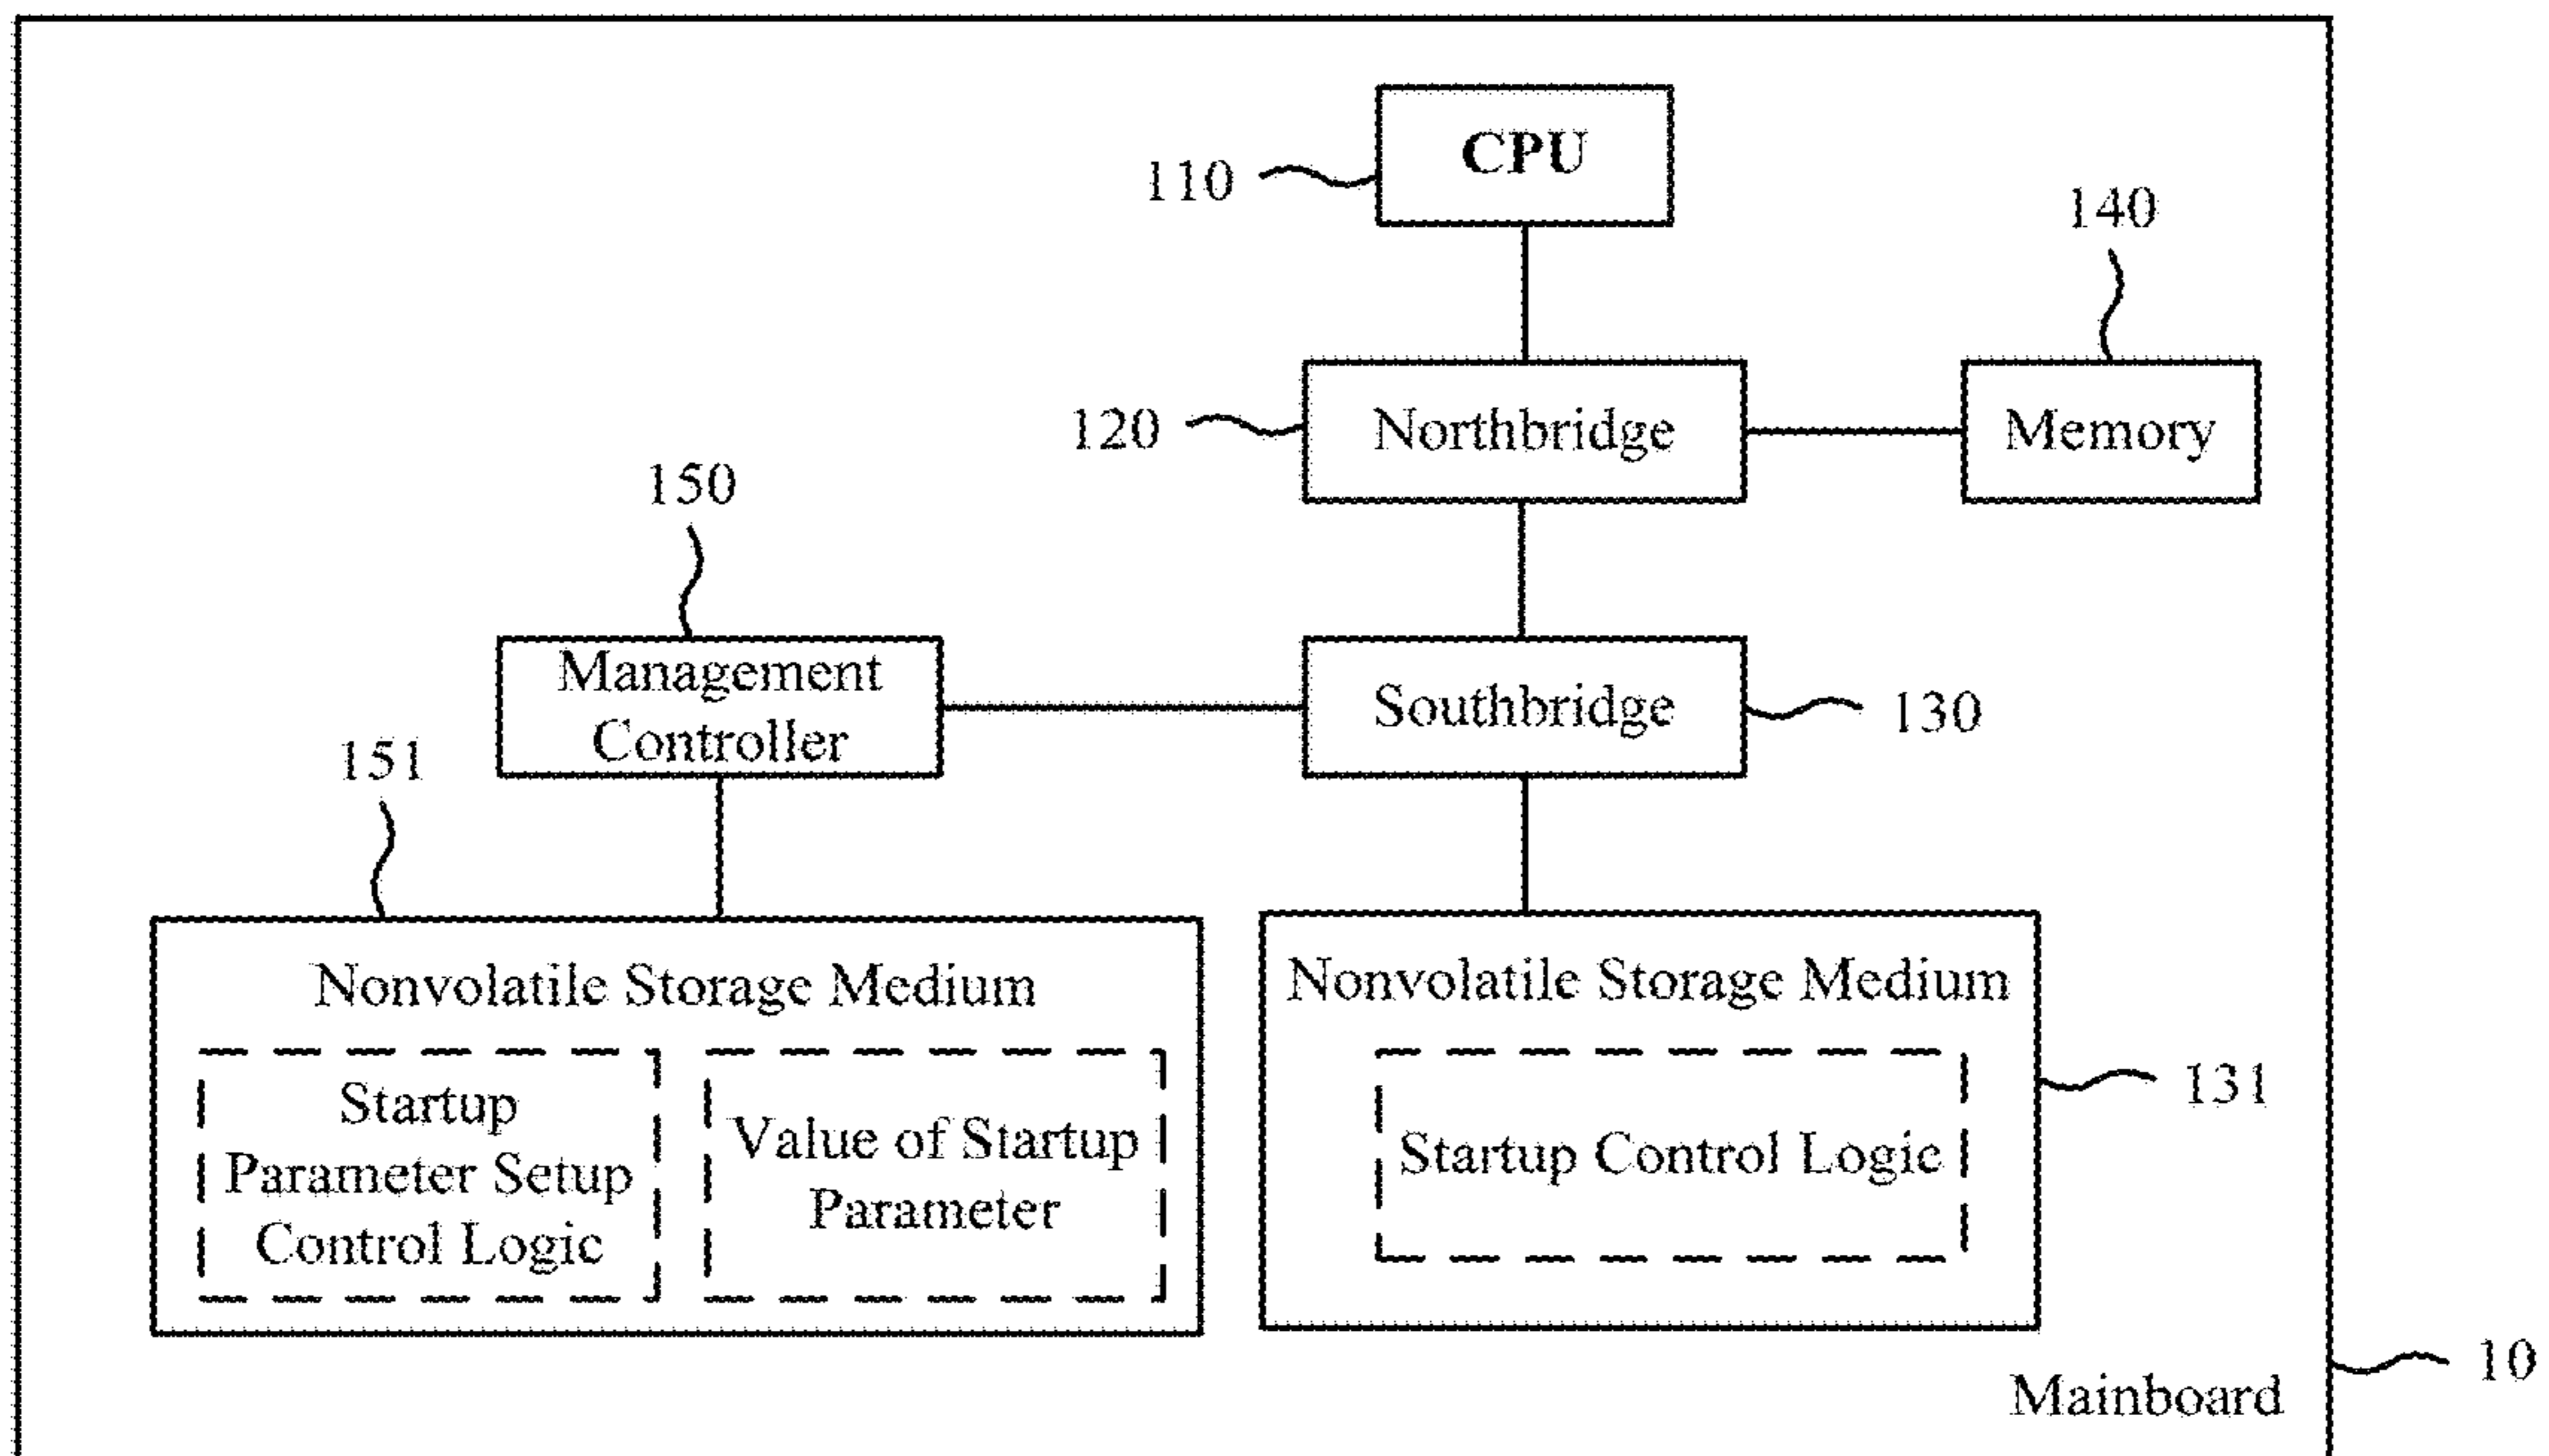 CPU
110
140
120
Northbridge
Memory
150
Management
Controller
Southbridge
130
151
Nonvolatile Storage Medium
Startup
Parameter Setup
Control Logic
Value of Startup
Parameter
Nonvolatile Storage Medium
Startup Control Logic
131
10
Mainboard